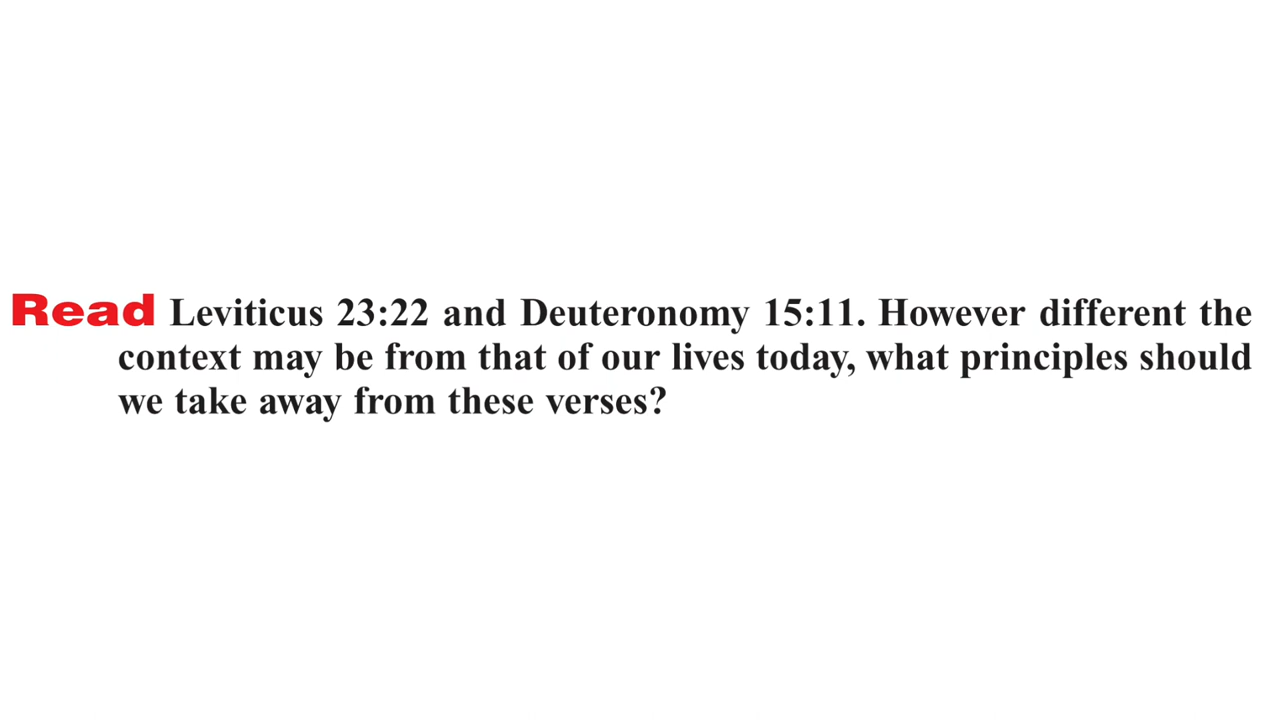 Read Leviticus 23:22 and Deuteronomy 15:11. However different the
context may be from that of our lives today, what principles should
we take away from these verses?